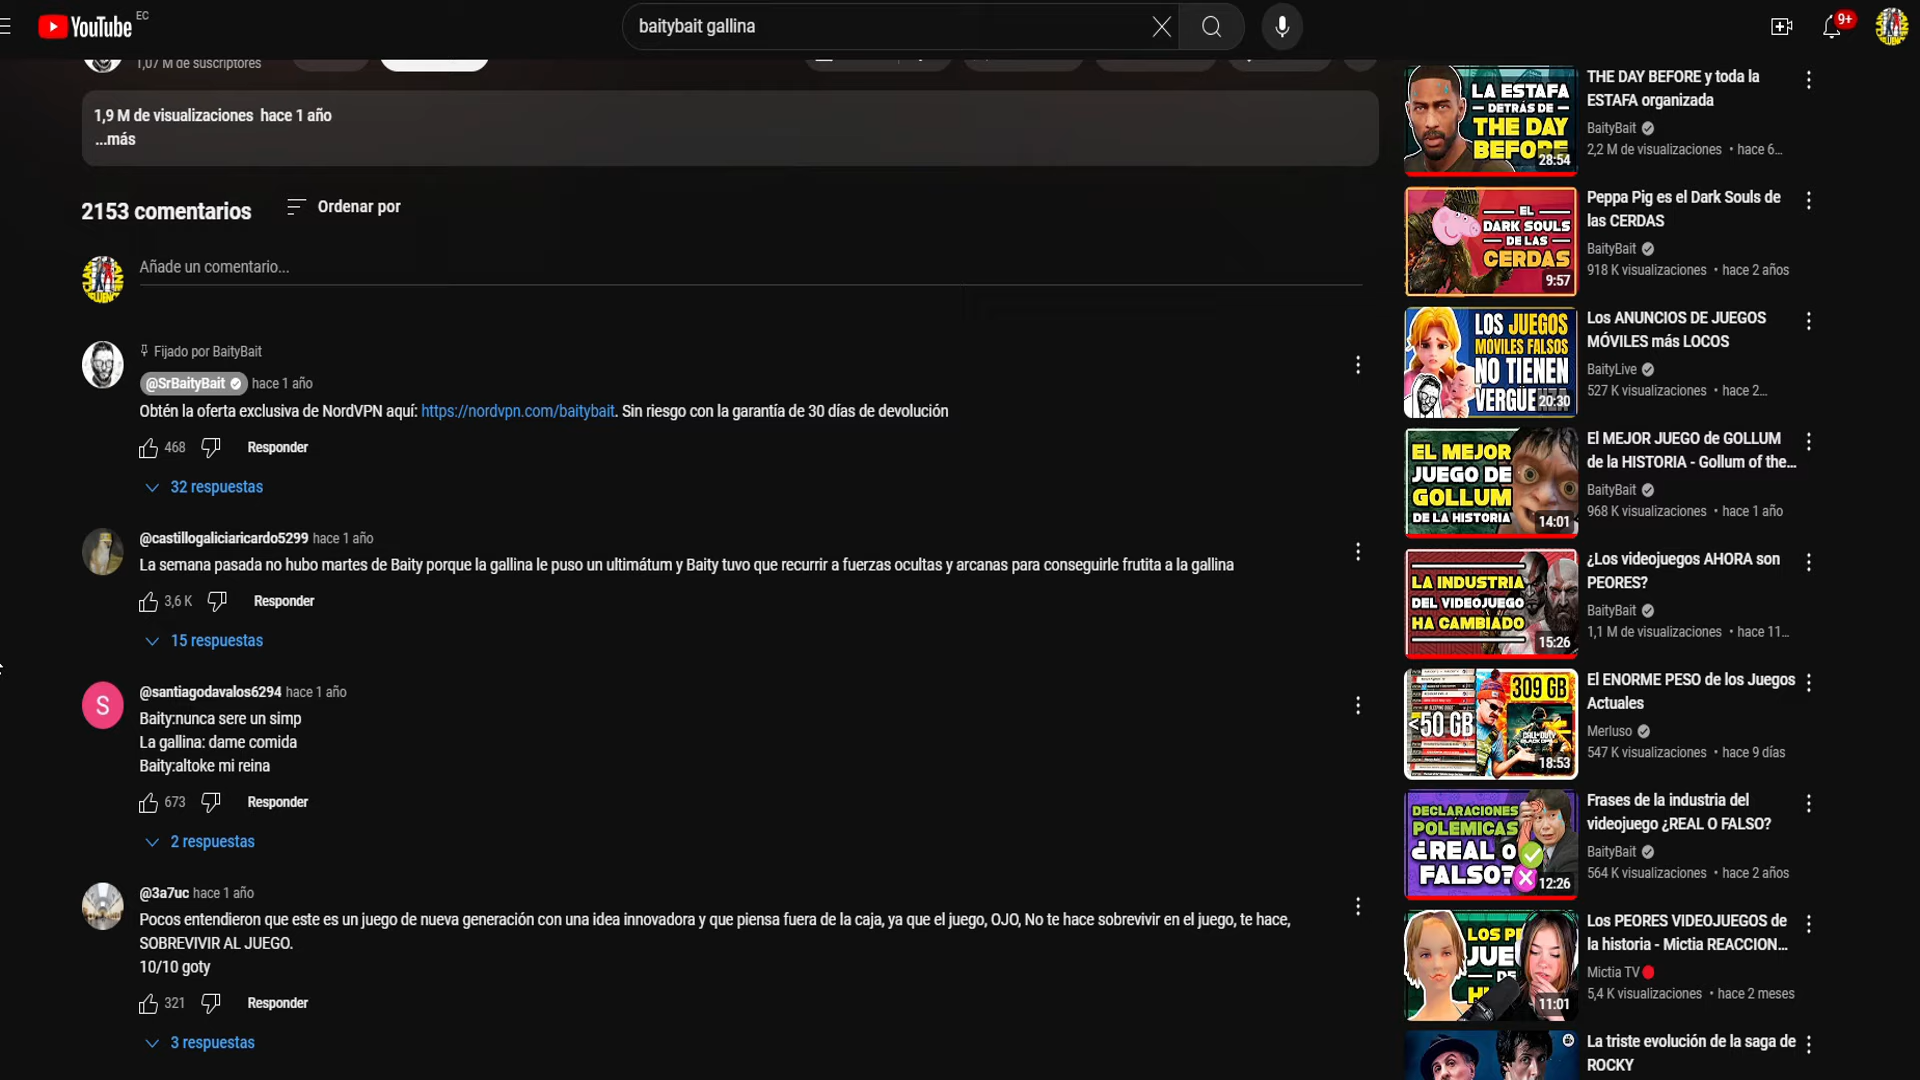 YouTube EC
baitybait gallina
9+
1,07 M de suscriptores
1,9 M de visualizaciones hace 1 año
...más
2153 comentarios
Ordenar por
Añade un comentario...
Fijado por BaityBait
@SrBaityBait hace 1 año
Obtén la oferta exclusiva de NordVPN aquí: https://nordvpn.com/baitybait. Sin riesgo con la garantía de 30 días de devolución
468 Responder
32 respuestas
@castillogaliciaricardo5299 hace 1 año
La semana pasada no hubo martes de Baity porque la gallina le puso un ultimátum y Baity tuvo que recurrir a fuerzas ocultas y arcanas para conseguirle frutita a la gallina
3,6 K Responder
15 respuestas
S
@santiagodavalos6294 hace 1 año
Baity:nunca sere un simp
La gallina: dame comida
Baity:altoke mi reina
673 Responder
2 respuestas
@3a7uc hace 1 año
Pocos entendieron que este es un juego de nueva generación con una idea innovadora y que piensa fuera de la caja, ya que el juego, OJO, No te hace sobrevivir en el juego, te hace,
SOBREVIVIR AL JUEGO.
10/10 goty
321 Responder
3 respuestas
LA ESTAFA
DETRÁS DE
THE DAY
BEFORE
28:54
THE DAY BEFORE y toda la
ESTAFA organizada
BaityBait
2,2 M de visualizaciones • hace 6...
EL
DARK SOULS
DE LAS
CERDAS
9:57
Peppa Pig es el Dark Souls de
las CERDAS
BaityBait
918 K visualizaciones • hace 2 años
LOS JUEGOS
MÓVILES FALSOS
NO TIENEN
VERGÜENZA
20:30
Los ANUNCIOS DE JUEGOS
MÓVILES más LOCOS
BaityLive
527 K visualizaciones • hace 2...
EL MEJOR
JUEGO DE
GOLLUM
DE LA HISTORIA
14:01
El MEJOR JUEGO de GOLLUM
de la HISTORIA - Gollum of the...
BaityBait
968 K visualizaciones • hace 1 año
LA INDUSTRIA
DEL VIDEOJUEGO
HA CAMBIADO
15:26
¿Los videojuegos AHORA son
PEORES?
BaityBait
1,1 M de visualizaciones • hace 11...
309 GB
<50 GB
18:53
El ENORME PESO de los Juegos
Actuales
Merluso
547 K visualizaciones • hace 9 días
DECLARACIONES
POLEMICAS
¿REAL O
FALSO?
12:26
Frases de la industria del
videojuego ¿REAL O FALSO?
BaityBait
564 K visualizaciones • hace 2 años
LOS
JUE
DE
11:01
Los PEORES VIDEOJUEGOS de
la historia - Mictia REACCION...
Mictia TV
5,4 K visualizaciones • hace 2 meses
La triste evolución de la saga de
ROCKY